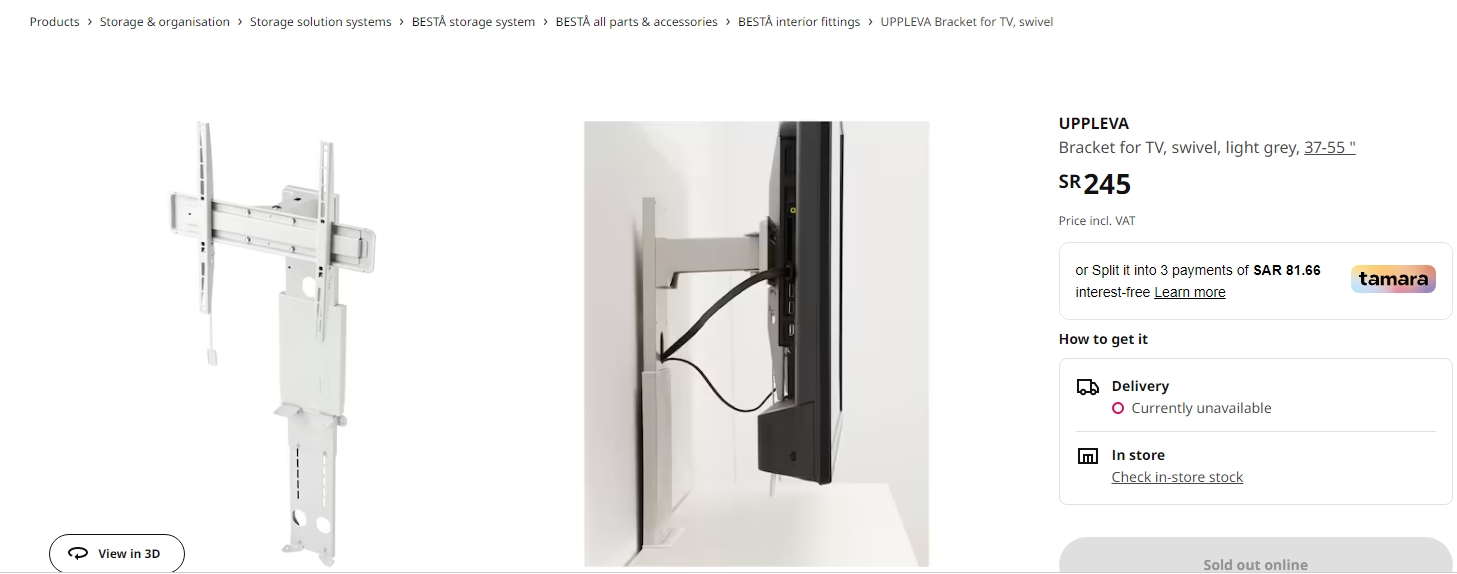 Products > Storage & organisation > Storage solution systems > BESTÅ storage system > BESTÅ all parts & accessories > BESTÅ interior fittings > UPPLEVA Bracket for TV, swivel
UPPLEVA
Bracket for TV, swivel, light grey, 37-55 "
SR 245
Price incl. VAT
or Split it into 3 payments of SAR 81.66
interest-free Learn more
tamara
How to get it
Delivery
Currently unavailable
In store
Check in-store stock
View in 3D
Sold out online